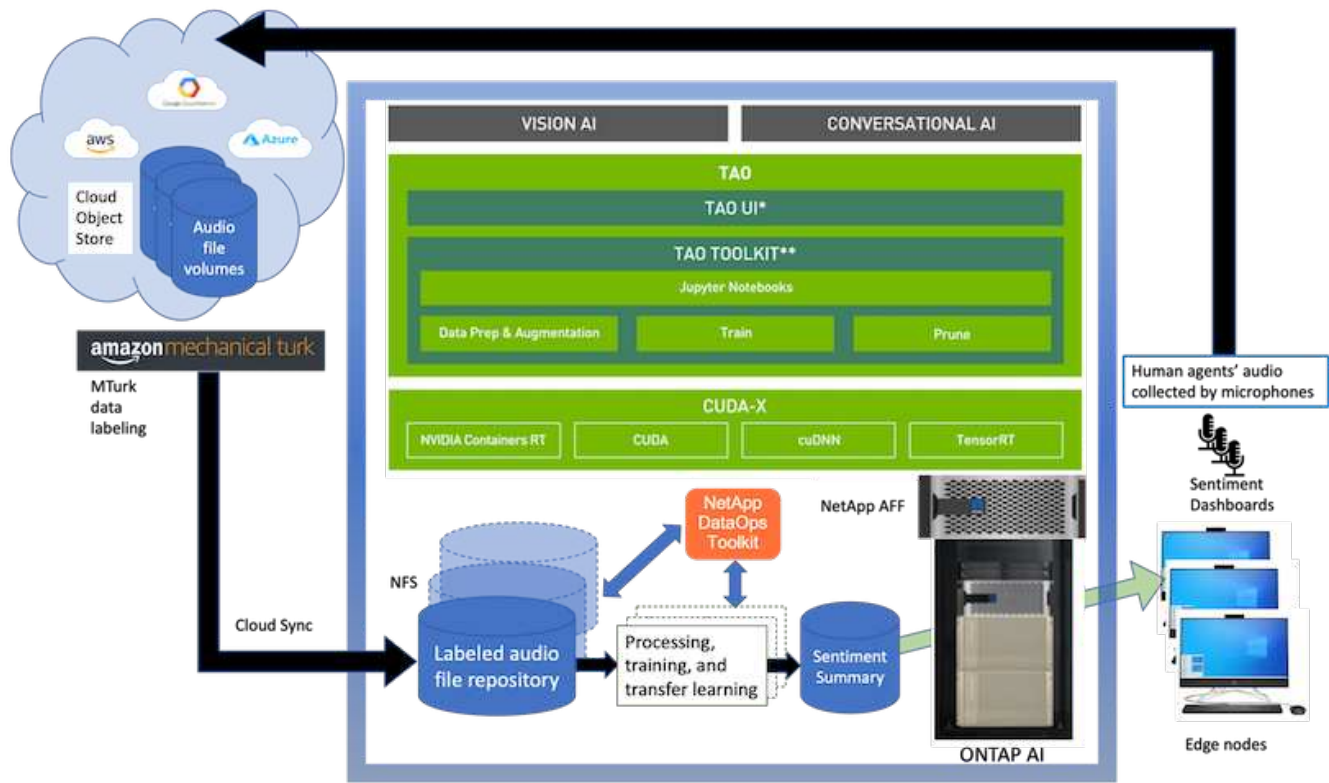 Google Cloud Platform
aws
Azure
Cloud
Object
Store
Audio
file
volumes
amazon mechanical turk
MTurk
data
labeling
Cloud Sync
VISION AI
CONVERSATIONAL AI
TAO
TAO UI*
TAO TOOLKIT**
Jupyter Notebooks
Data Prep & Augmentation
Train
Prune
CUDA-X
NVIDIA Containers RT
CUDA
cuDNN
TensorRT
NetApp
DataOps
Toolkit
NetApp AFF
NFS
Labeled audio
file repository
Processing,
training, and
transfer learning
Sentiment
Summary
ONTAP AI
Human agents’ audio
collected by microphones
Sentiment
Dashboards
Edge nodes